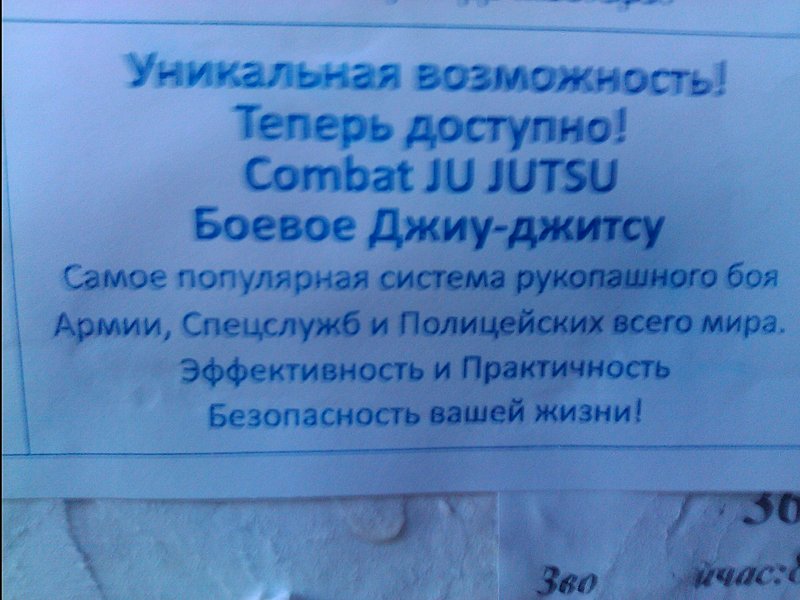 Уникальная возможность!
Теперь доступно!
Combat JU JUTSU
Боевое Джиу-джитсу
Самое популярная система рукопашного боя
Армии, Спецслужб и Полицейских всего мира.
Эффективность и Практичность
Безопасность вашей жизни!